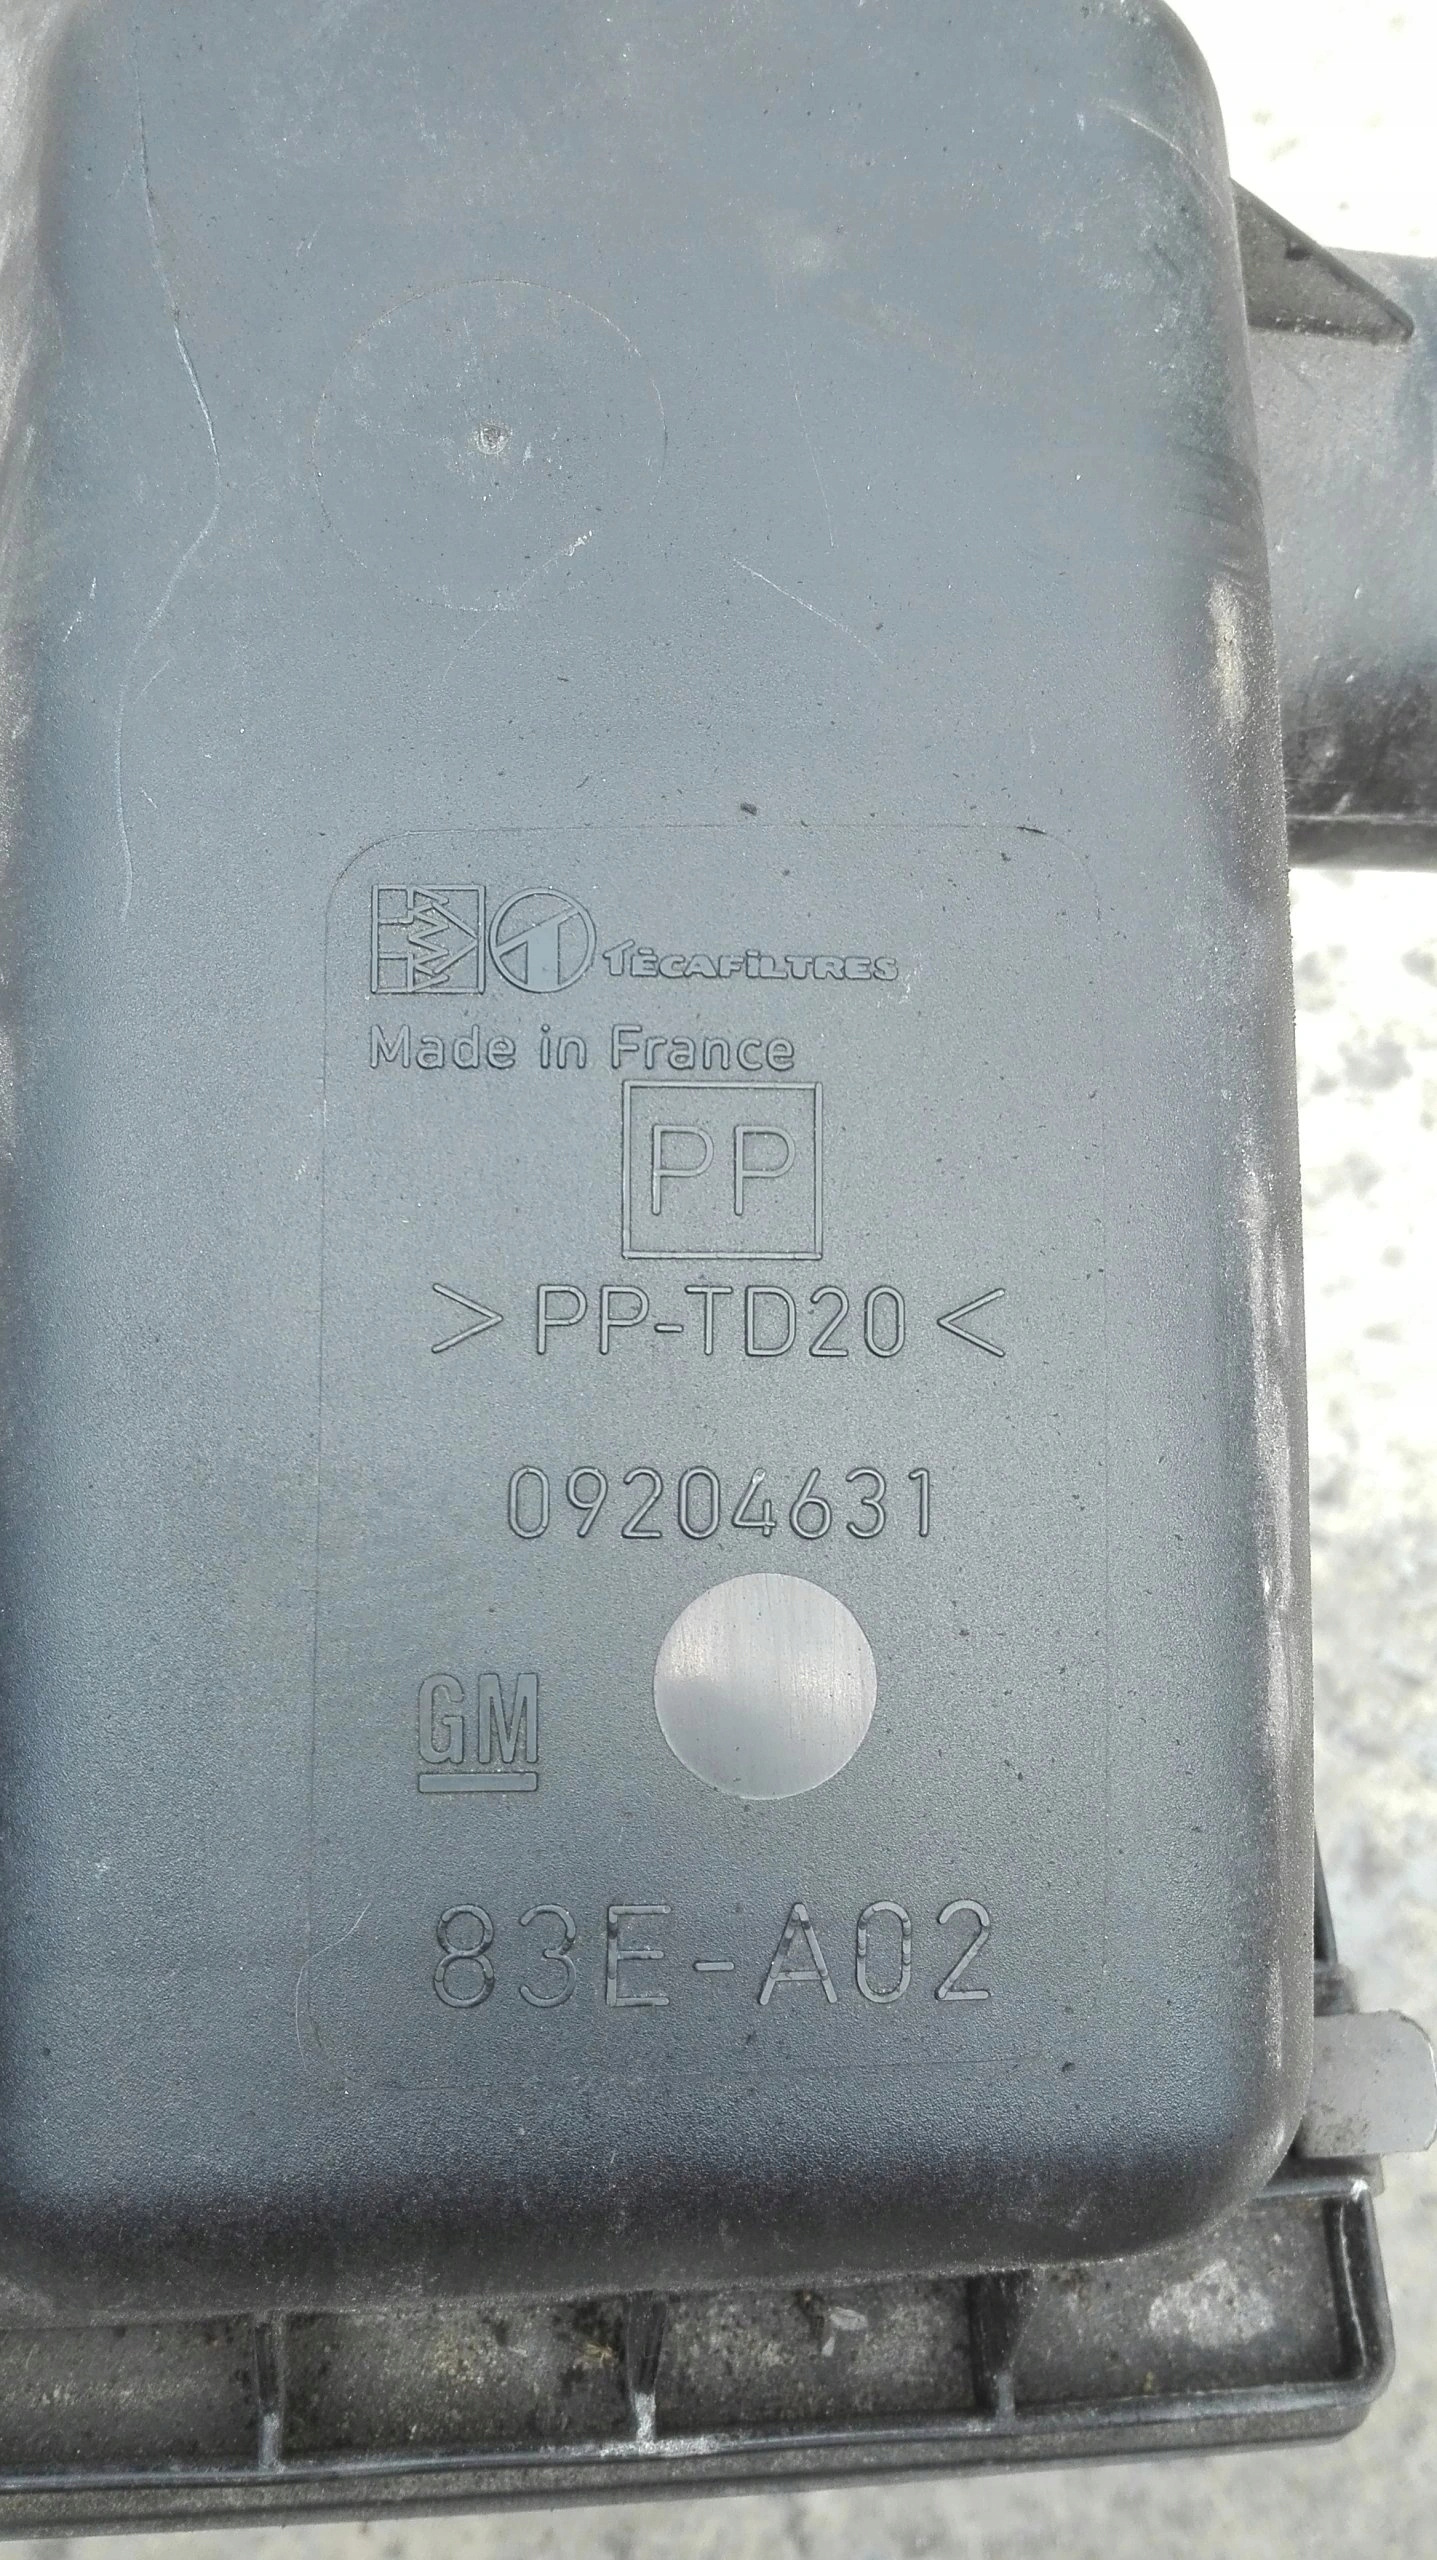 TECAFiLTRES
Made in France
PP
>PP-TD20<
09204631
GM
83E-A02